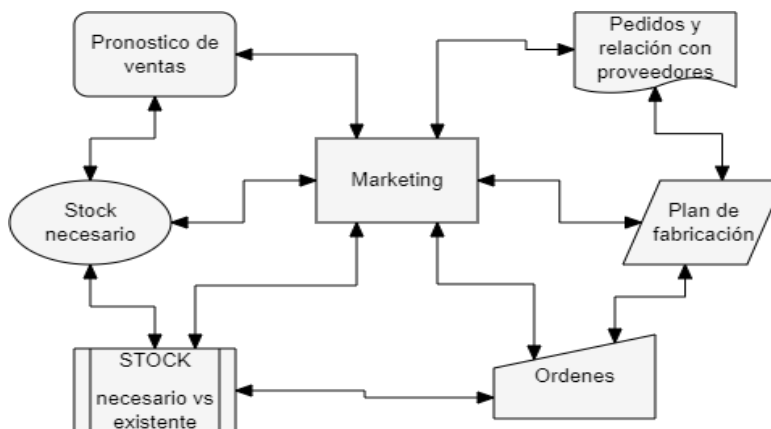 Pronostico de
ventas
Pedidos y
relación con
proveedores
Marketing
Stock
necesario
Plan de
fabricación
STOCK
necesario vs
existente
Ordenes